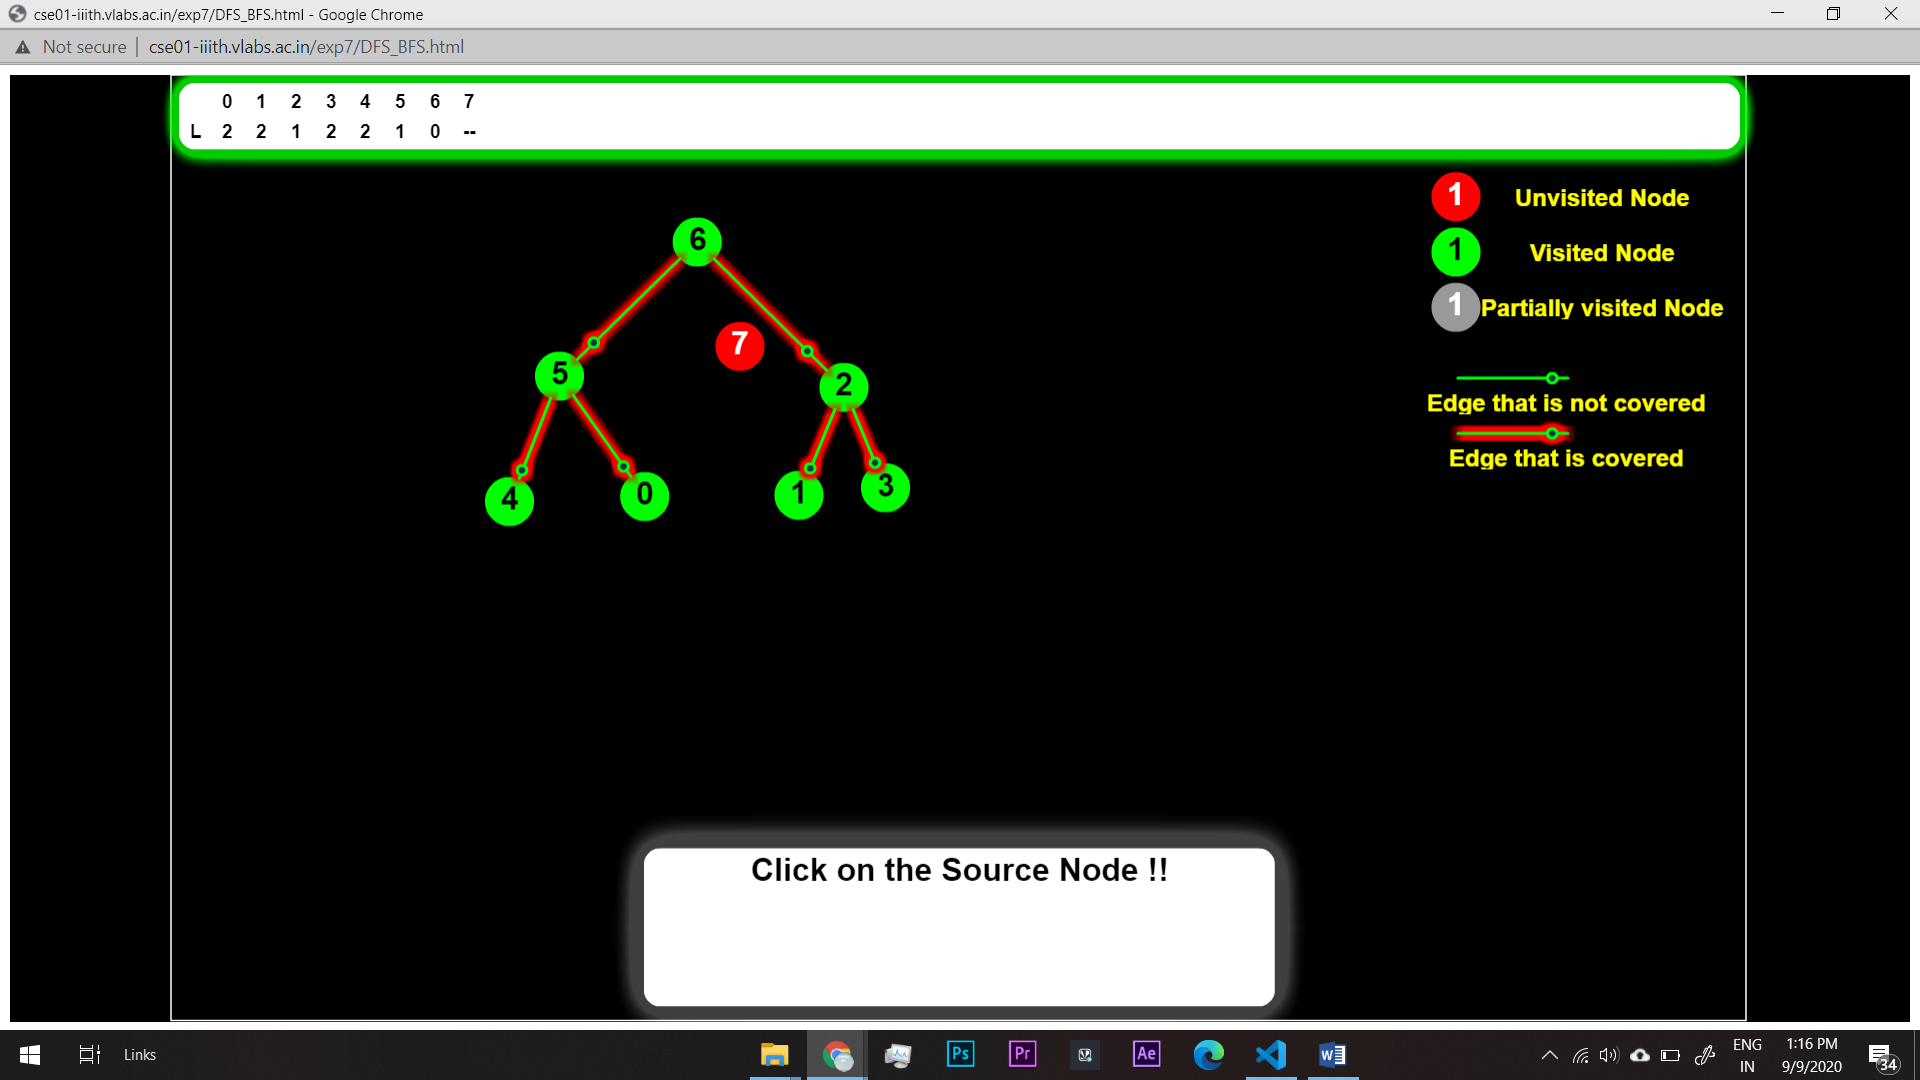 cse01-iiith.vlabs.ac.in/exp7/DFS_BFS.html - Google Chrome
Not secure | cse01-iiith.vlabs.ac.in/exp7/DFS_BFS.html
0 1 2 3 4 5 6 7
L 2 2 1 2 2 1 0 --
1 Unvisited Node
1 Visited Node
1 Partially visited Node
Edge that is not covered
Edge that is covered
6
7
5
2
4
0
1
3
Click on the Source Node !!
Links
Ps
Pr
Ae
W
ENG
IN
1:16 PM
9/9/2020
34